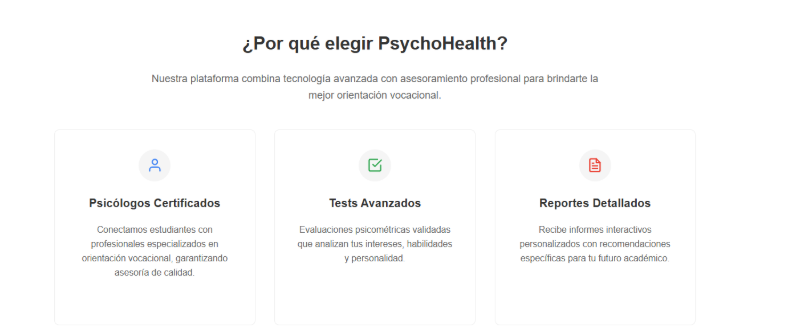 ¿Por qué elegir PsychoHealth?
Nuestra plataforma combina tecnología avanzada con asesoramiento profesional para brindarte la
mejor orientación vocacional.
Psicólogos Certificados
Conectamos estudiantes con
profesionales especializados en
orientación vocacional, garantizando
asesoría de calidad.
Tests Avanzados
Evaluaciones psicométricas validadas
que analizan tus intereses, habilidades
y personalidad.
Reportes Detallados
Recibe informes interactivos
personalizados con recomendaciones
específicas para tu futuro académico.